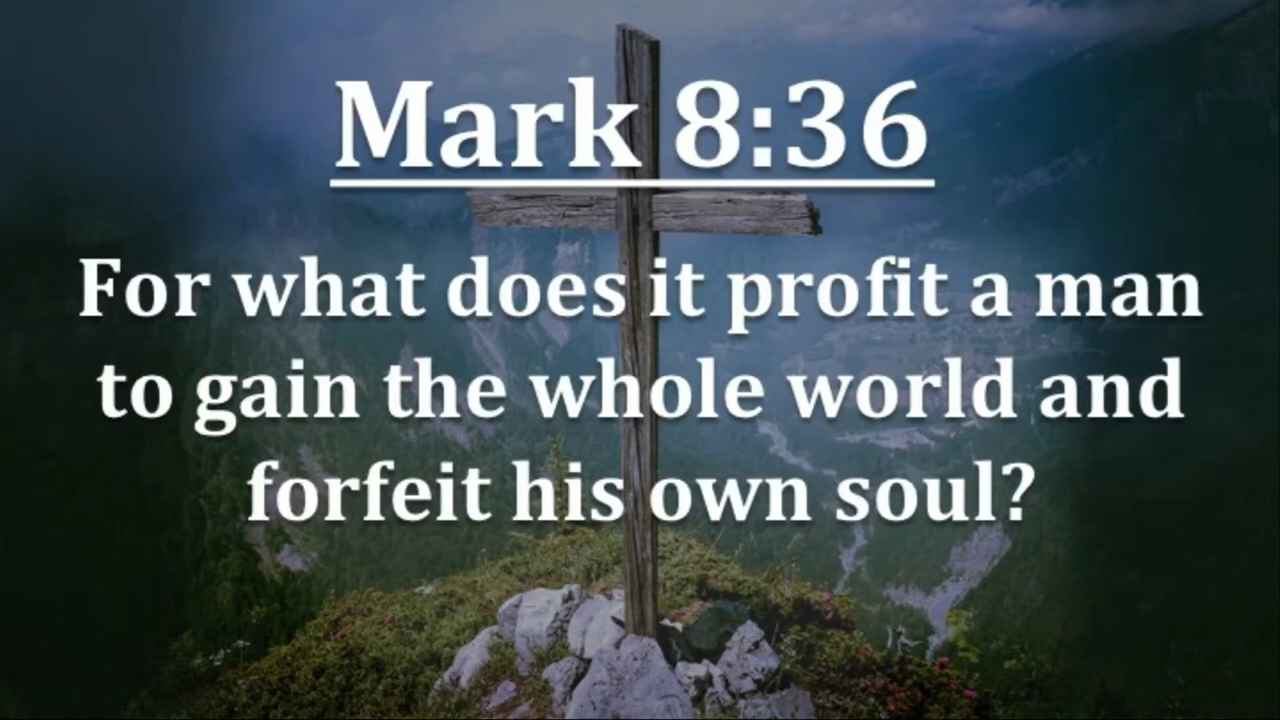 Mark 8:36
For what does it profit a man
to gain the whole world and
forfeit his own soul?